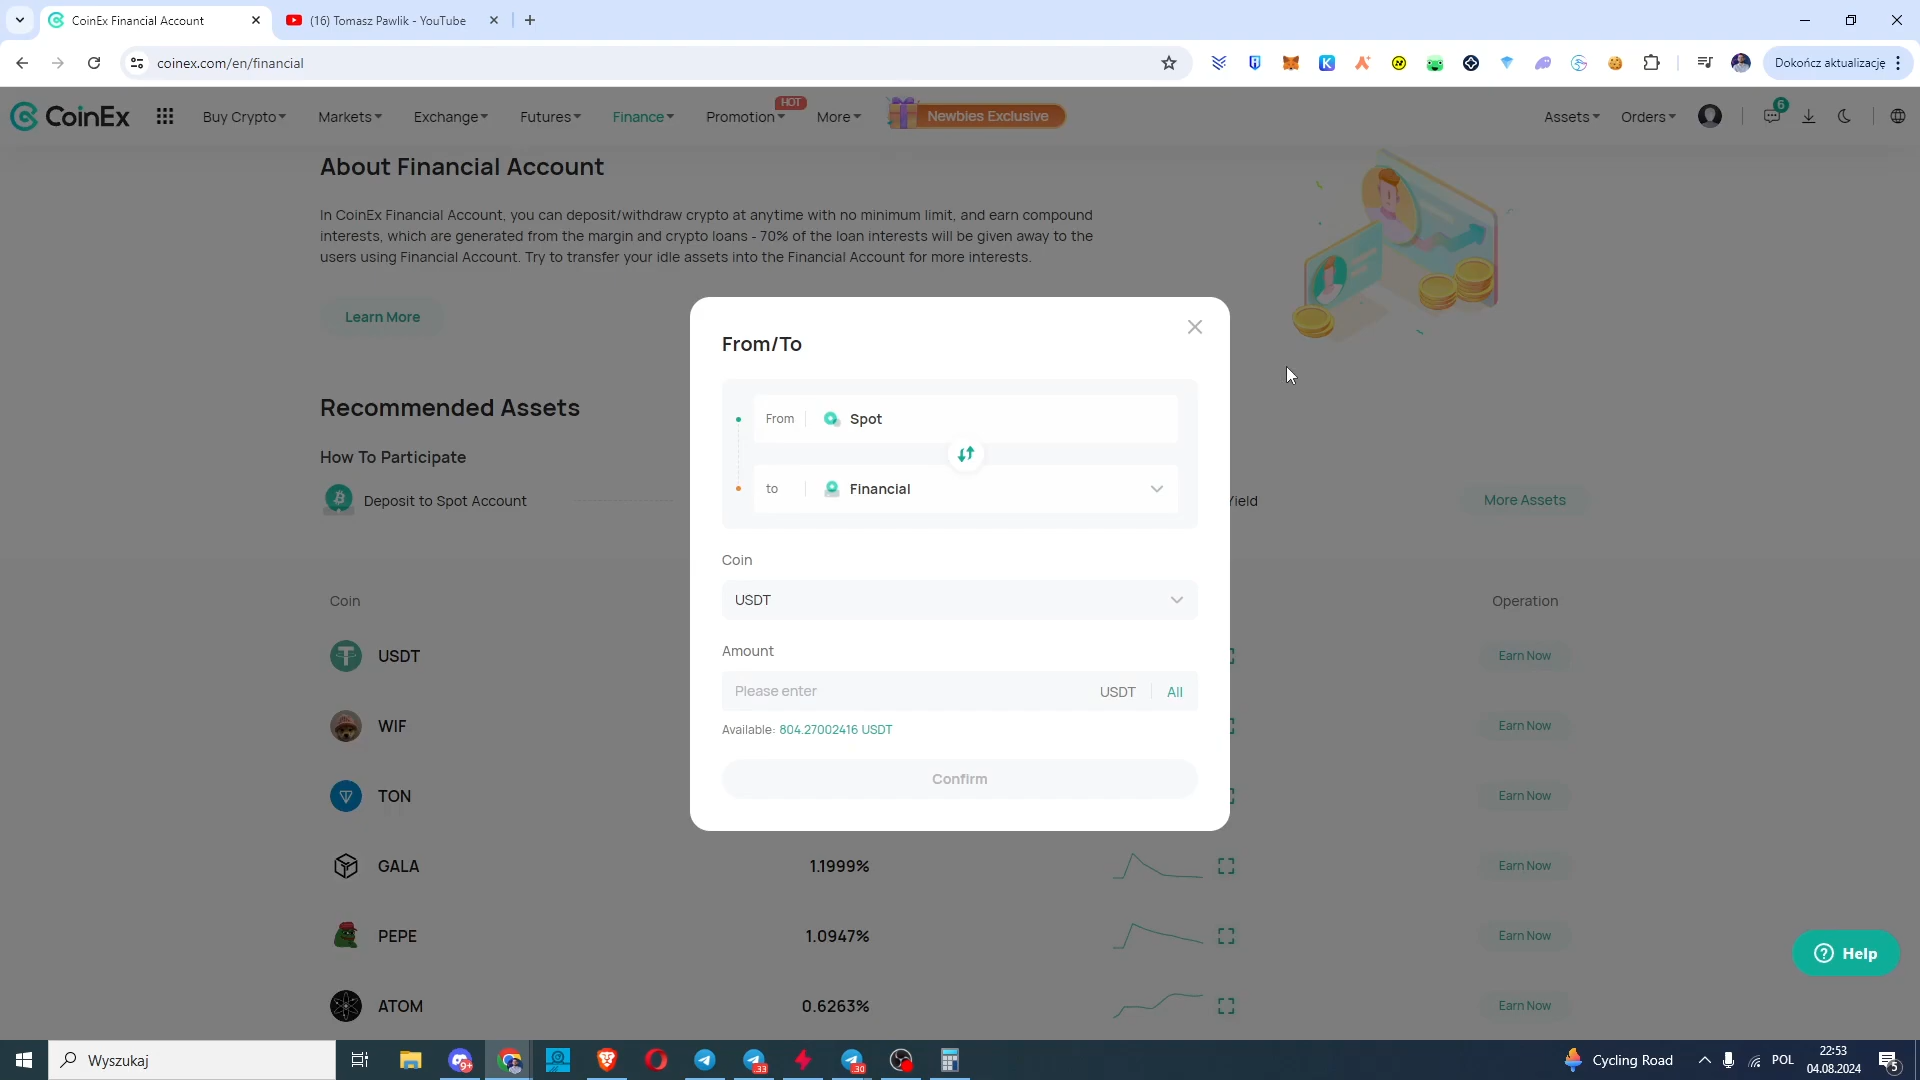 CoinEx Financial Account
(16) Tomasz Pawlik - YouTube
coinex.com/en/financial
Dokończ aktualizację
CoinEx
Buy Crypto
Markets
Exchange
Futures
Finance
Promotion
HOT
More
Newbies Exclusive
Assets
Orders
6
About Financial Account
In CoinEx Financial Account, you can deposit/withdraw crypto at anytime with no minimum limit, and earn compound
interests, which are generated from the margin and crypto loans - 70% of the loan interests will be given away to the
users using Financial Account. Try to transfer your idle assets into the Financial Account for more interests.
Learn More
Recommended Assets
How To Participate
Deposit to Spot Account
Yield
More Assets
From/To
From
Spot
to
Financial
Coin
USDT
Amount
Please enter
USDT
All
Available: 804.27002416 USDT
Confirm
Coin
Operation
USDT
Earn Now
WIF
Earn Now
TON
Earn Now
GALA
1.1999%
Earn Now
PEPE
1.0947%
Earn Now
ATOM
0.6263%
Earn Now
Help
Wyszukaj
9+
33
30
Cycling Road
POL
22:53
04.08.2024
5